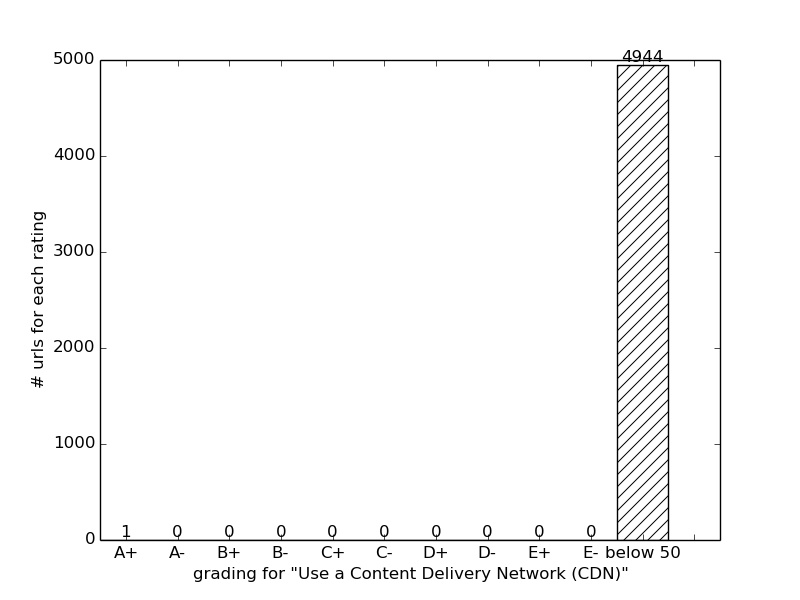 4944
5000
4000
3000
2000
1000
0
# urls for each rating
1 0 0 0 0 0 0 0 0 0
A+ A- B+ B- C+ C- D+ D- E+ E- below 50
grading for "Use a Content Delivery Network (CDN)"